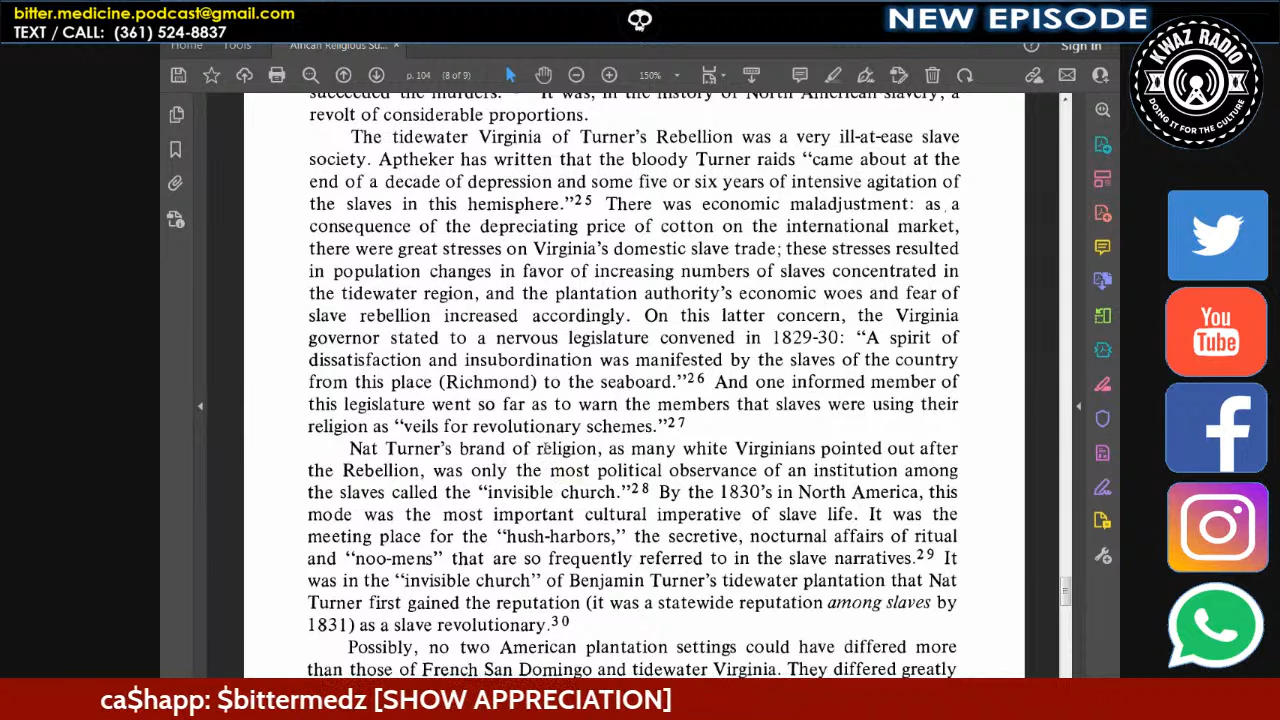 bitter.medicine.podcast@gmail.com
TEXT / CALL: (361) 524-8837
NEW EPISODE
KWAZ RADIO
DOING IT FOR THE CULTURE
Home Tools African Religious Su... × Sign In
p. 104 (8 of 9) 150%
succeeded the murders. It was, in the history of North American slavery, a
revolt of considerable proportions.
The tidewater Virginia of Turner's Rebellion was a very ill-at-ease slave
society. Aptheker has written that the bloody Turner raids "came about at the
end of a decade of depression and some five or six years of intensive agitation of
the slaves in this hemisphere."25 There was economic maladjustment: as a
consequence of the depreciating price of cotton on the international market,
there were great stresses on Virginia's domestic slave trade; these stresses resulted
in population changes in favor of increasing numbers of slaves concentrated in
the tidewater region, and the plantation authority's economic woes and fear of
slave rebellion increased accordingly. On this latter concern, the Virginia
governor stated to a nervous legislature convened in 1829-30: "A spirit of
dissatisfaction and insubordination was manifested by the slaves of the country
from this place (Richmond) to the seaboard."26 And one informed member of
this legislature went so far as to warn the members that slaves were using their
religion as "veils for revolutionary schemes."27
Nat Turner's brand of religion, as many white Virginians pointed out after
the Rebellion, was only the most political observance of an institution among
the slaves called the "invisible church."28 By the 1830's in North America, this
mode was the most important cultural imperative of slave life. It was the
meeting place for the "hush-harbors," the secretive, nocturnal affairs of ritual
and "noo-mens" that are so frequently referred to in the slave narratives.29 It
was in the "invisible church" of Benjamin Turner's tidewater plantation that Nat
Turner first gained the reputation (it was a statewide reputation among slaves by
1831) as a slave revolutionary.30
Possibly, no two American plantation settings could have differed more
than those of French San Domingo and tidewater Virginia. They differed greatly
You
Tube
ca$happ: $bittermedz [SHOW APPRECIATION]